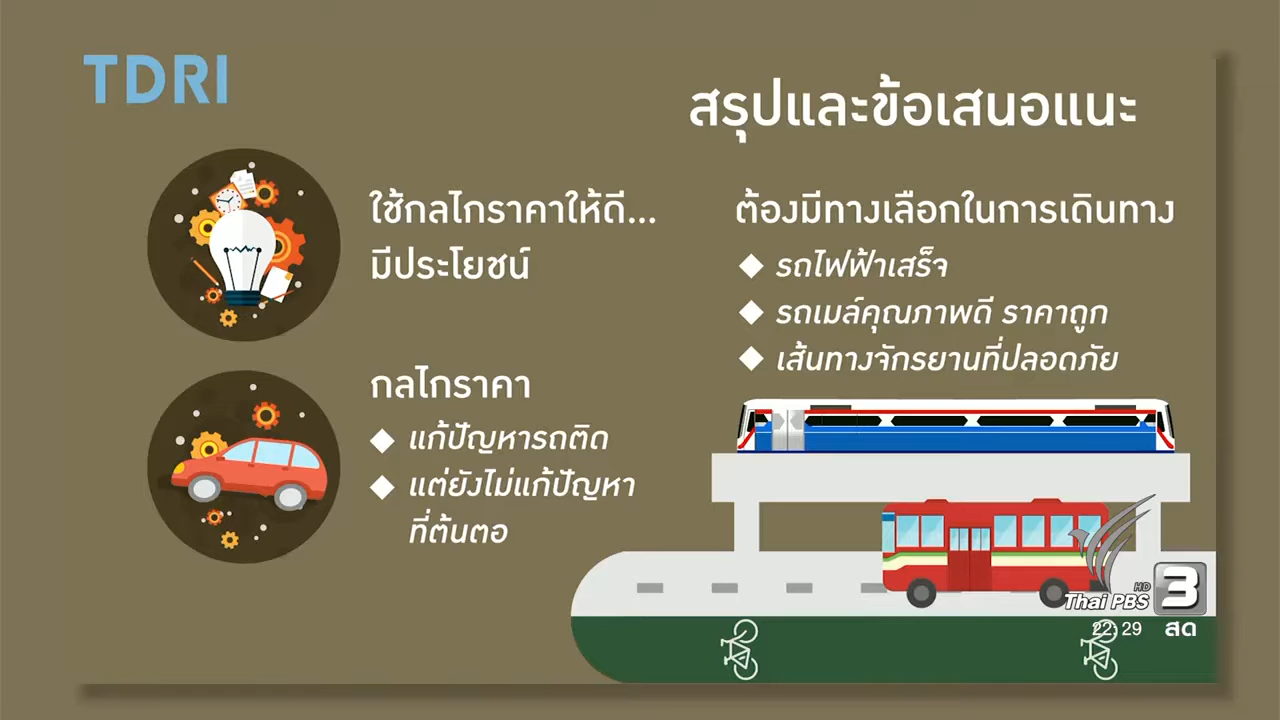 TDRI
สรุปและข้อเสนอแนะ
ใช้กลไกราคาให้ดี...
มีประโยชน์
กลไกราคา
แก้ปัญหารถติด
แต่ยังไม่แก้ปัญหา
ที่ต้นตอ
ต้องมีทางเลือกในการเดินทาง
รถไฟฟ้าเสร็จ
รถเมล์คุณภาพดี ราคาถูก
เส้นทางจักรยานที่ปลอดภัย
HD
Thai PBS 3
22:29 สด